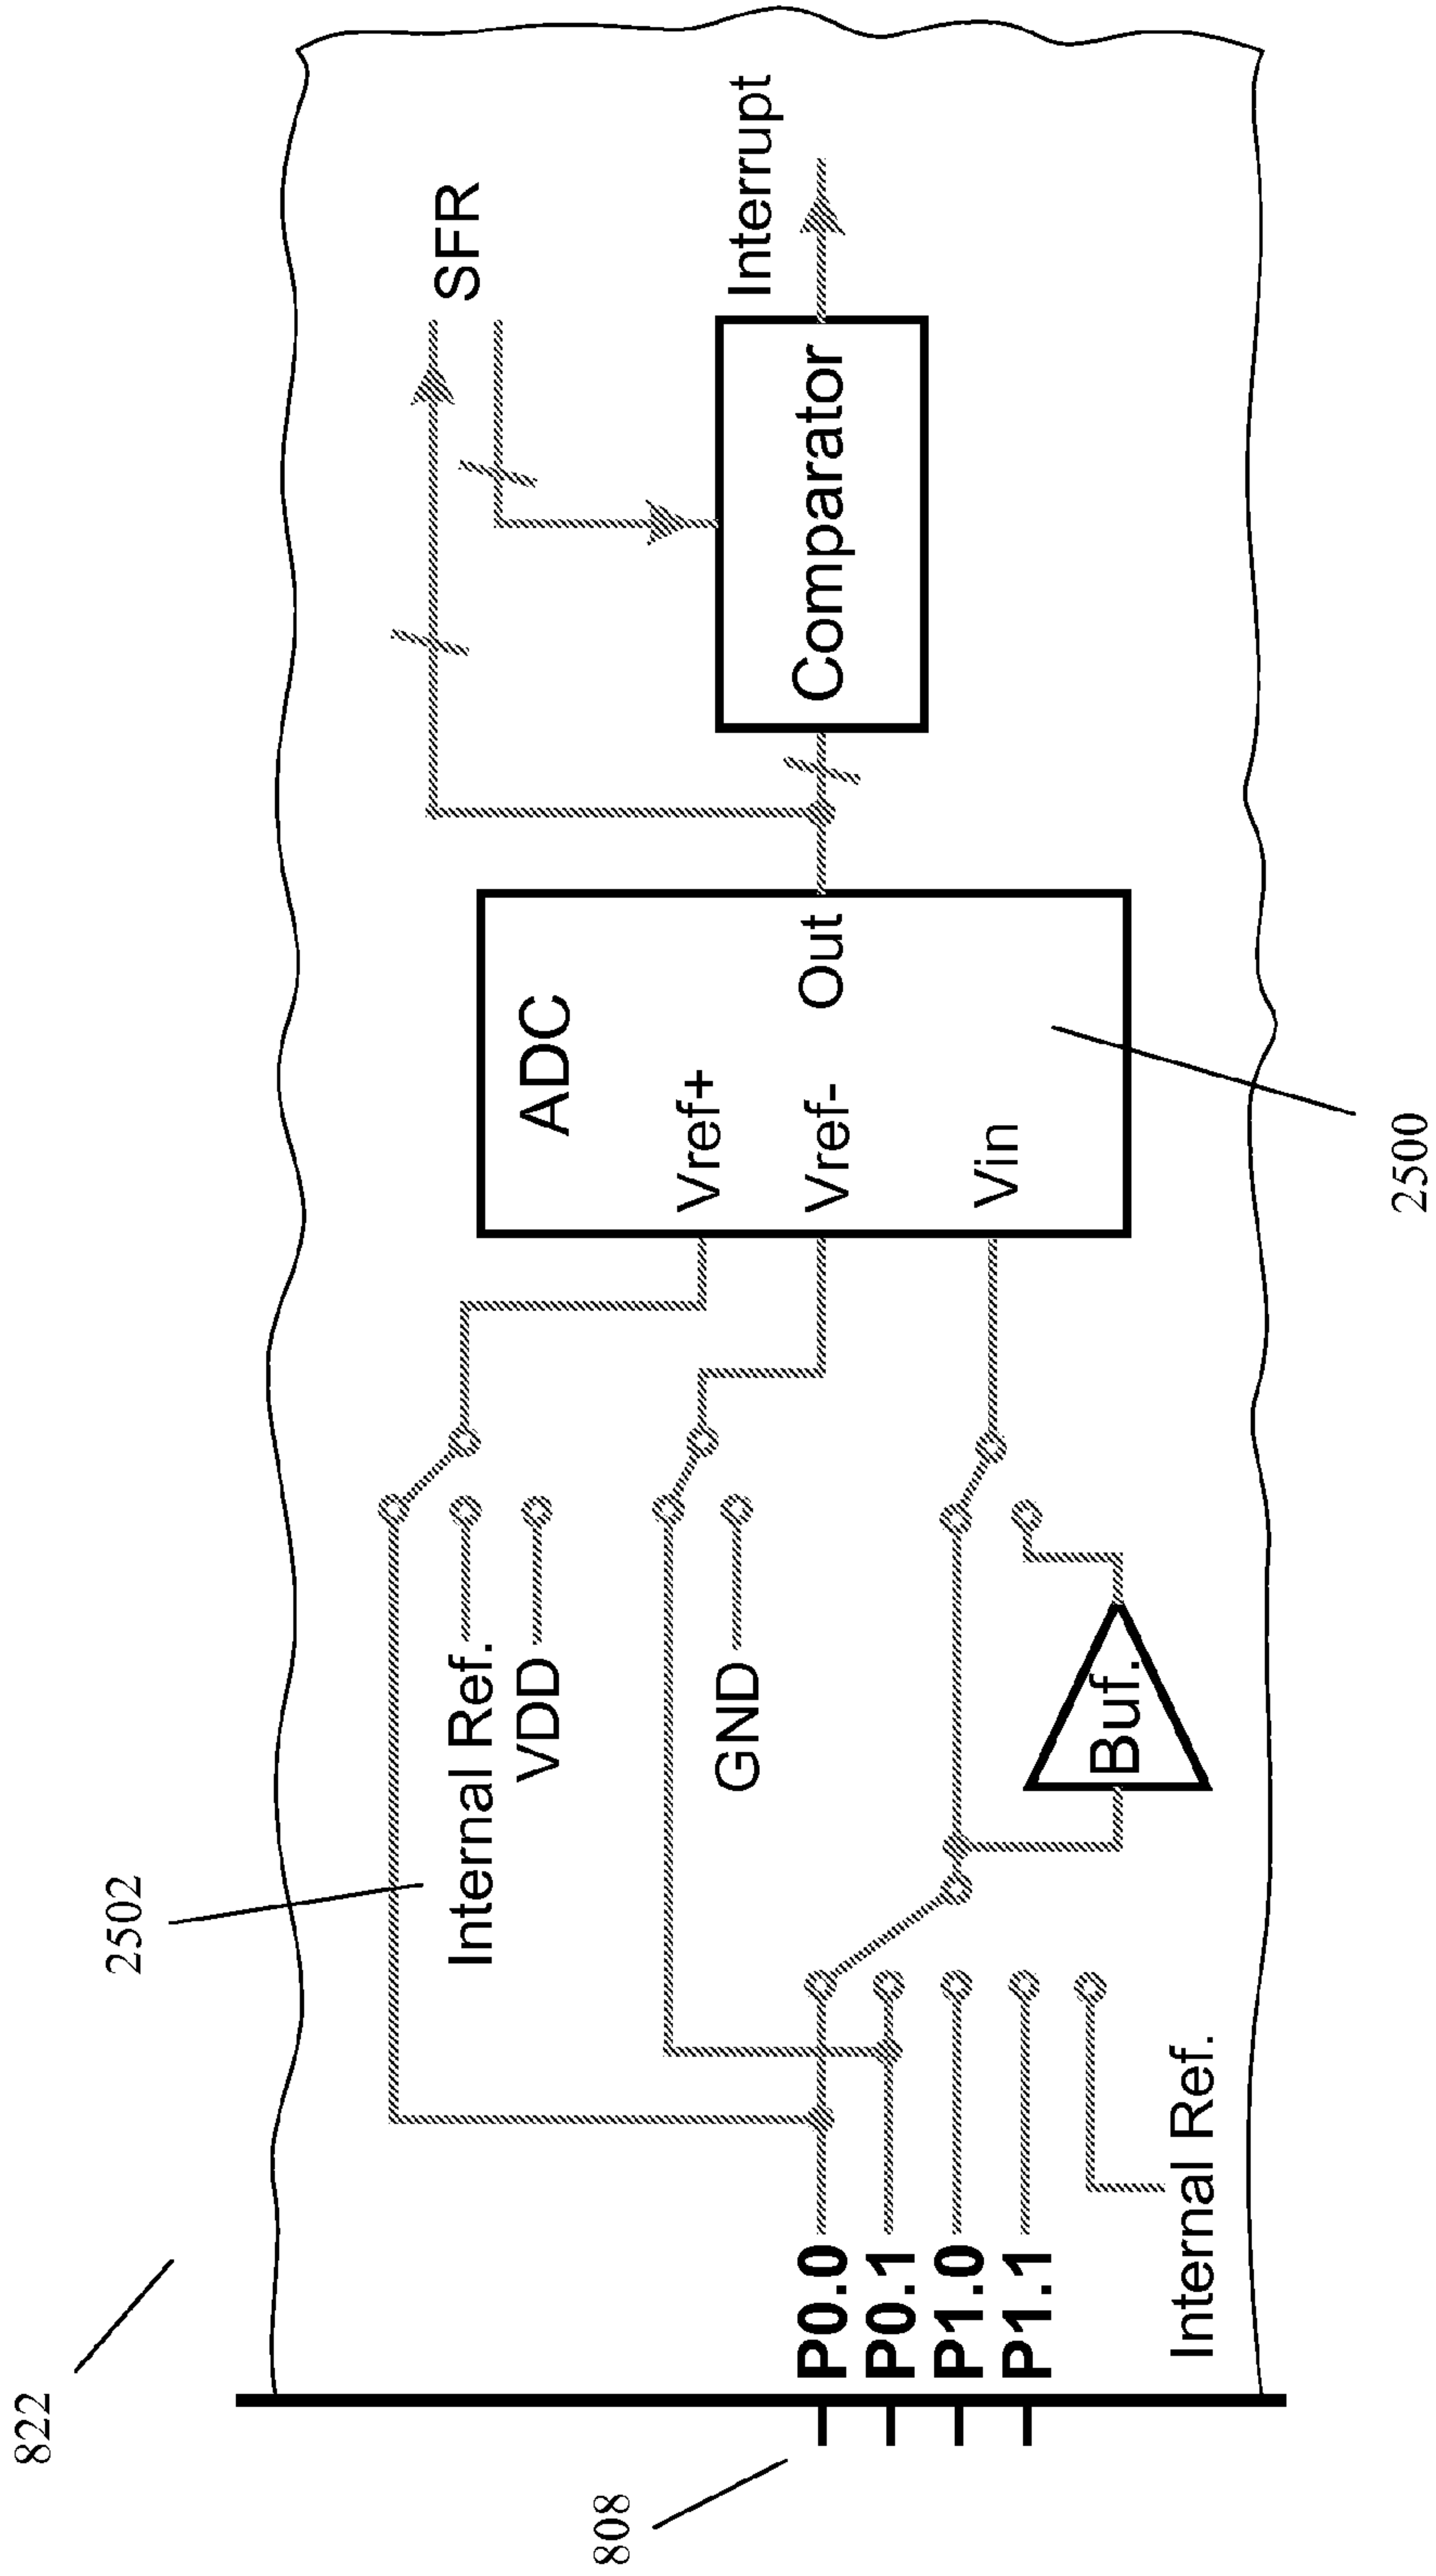 822
2502
808
SFR
Interrupt
Internal Ref.
VDD
GND
ADC
Vref+
Vref-
Vin
Out
Comparator
Buf.
P0.0
P0.1
P1.0
P1.1
Internal Ref.
2500